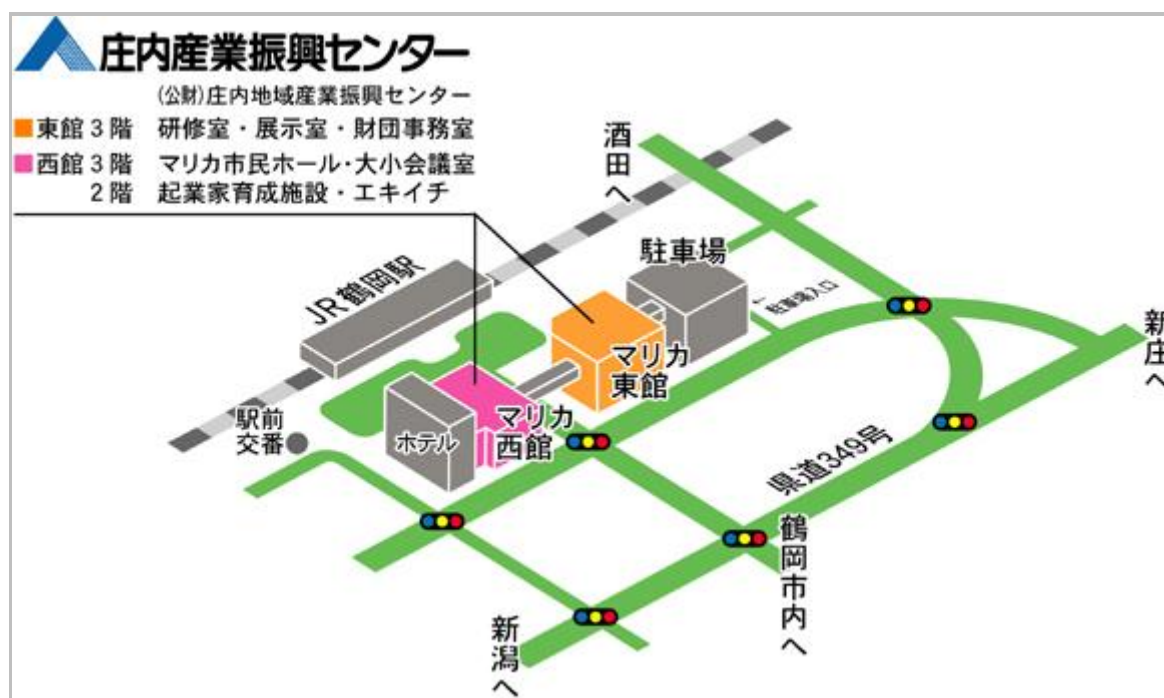 庄内産業振興センター
(公財)庄内地域産業振興センター
東館3階 研修室・展示室・財団事務室
西館3階 マリカ市民ホール・大小会議室
2階 起業家育成施設・エキイチ
酒田へ
JR鶴岡駅
駐車場
←駐車場入口
新庄へ
マリカ
東館
駅前
交番
ホテル
マリカ
西館
県道349号
鶴岡市内へ
新潟へ